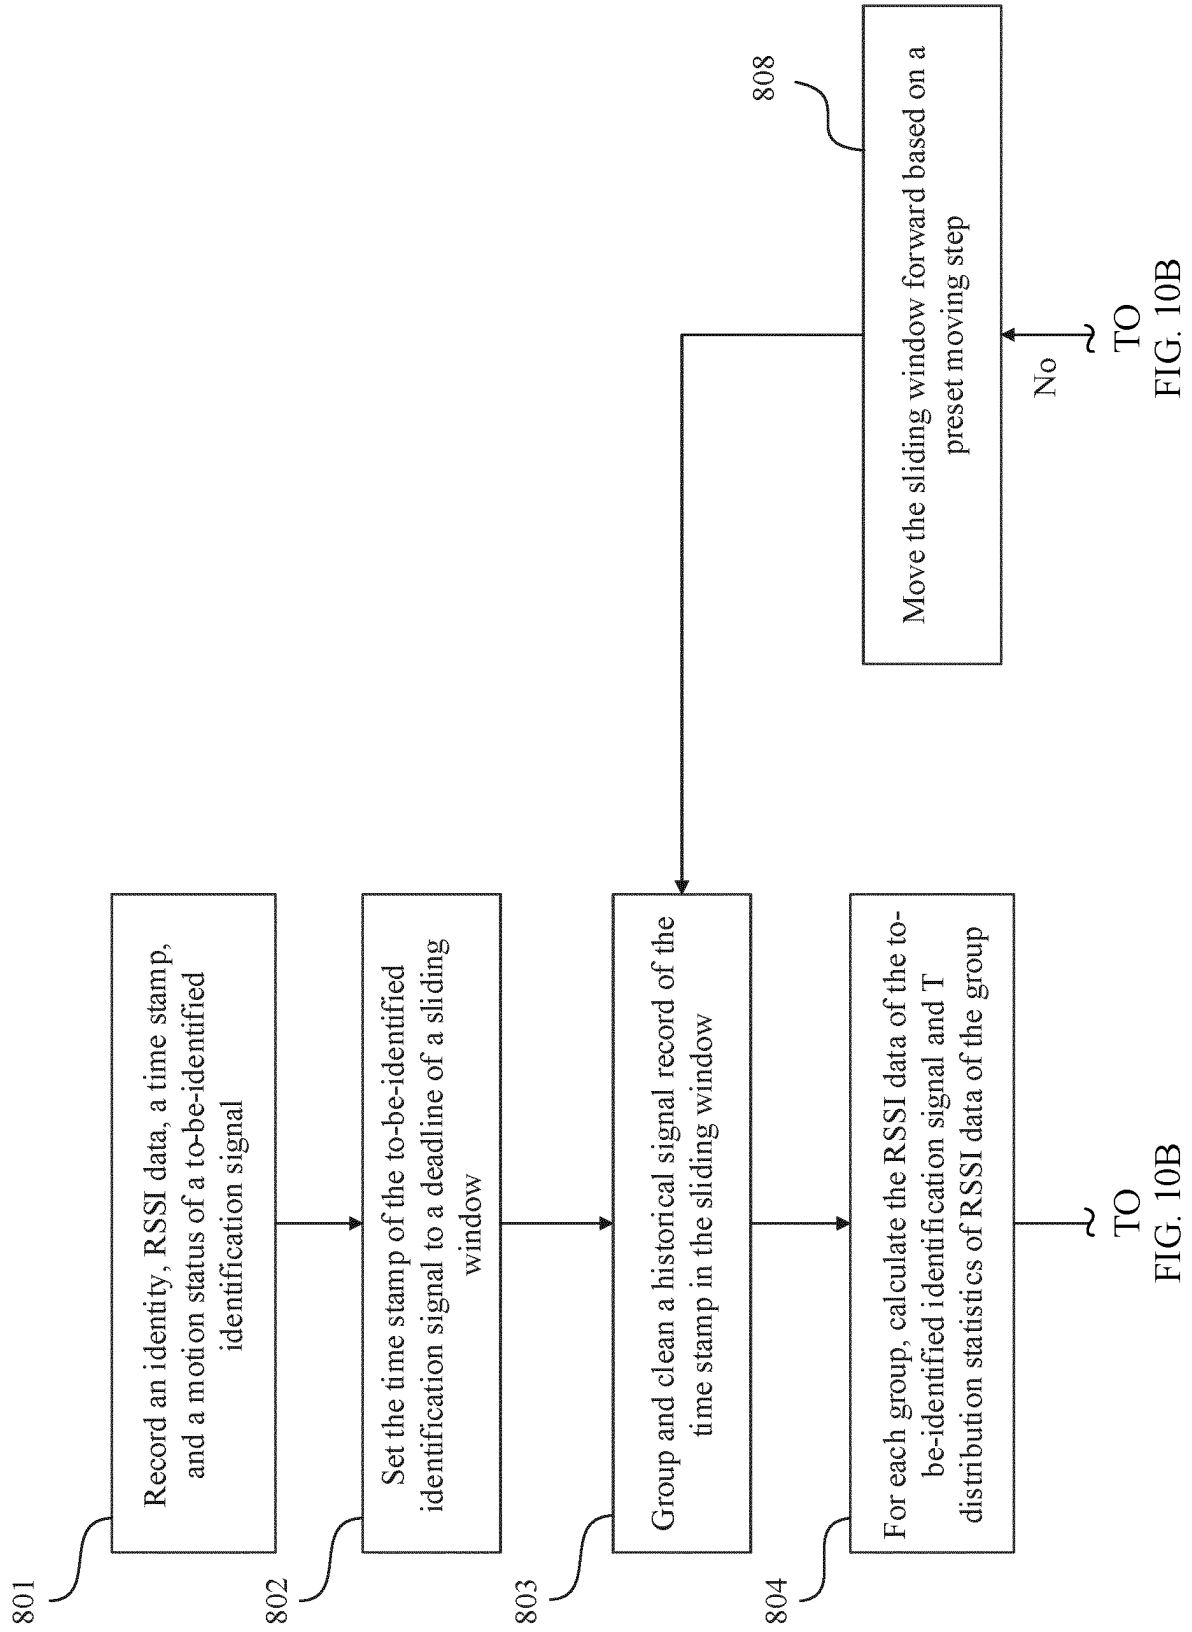 801
Record an identity, RSSI data, a time stamp,
and a motion status of a to-be-identified
identification signal
802
Set the time stamp of the to-be-identified
identification signal to a deadline of a sliding
window
803
Group and clean a historical signal record of the
time stamp in the sliding window
804
For each group, calculate the RSSI data of the to-
be-identified identification signal and T
distribution statistics of RSSI data of the group
TO
FIG. 10B
808
Move the sliding window forward based on a
preset moving step
No
TO
FIG. 10B